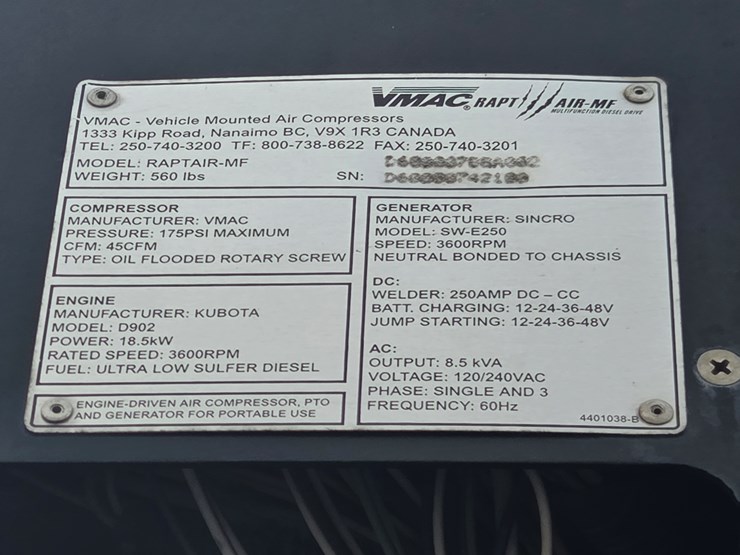 VMAC® RAPTAIR-MF
MULTIFUNCTION DIESEL DRIVE
VMAC - Vehicle Mounted Air Compressors
1333 Kipp Road, Nanaimo BC, V9X 1R3 CANADA
TEL: 250-740-3200 TF: 800-738-8622 FAX: 250-740-3201
MODEL: RAPTAIR-MF
WEIGHT: 560 lbs SN:
COMPRESSOR
MANUFACTURER: VMAC
PRESSURE: 175PSI MAXIMUM
CFM: 45CFM
TYPE: OIL FLOODED ROTARY SCREW
ENGINE
MANUFACTURER: KUBOTA
MODEL: D902
POWER: 18.5kW
RATED SPEED: 3600RPM
FUEL: ULTRA LOW SULFER DIESEL
ENGINE-DRIVEN AIR COMPRESSOR, PTO
AND GENERATOR FOR PORTABLE USE
GENERATOR
MANUFACTURER: SINCRO
MODEL: SW-E250
SPEED: 3600RPM
NEUTRAL BONDED TO CHASSIS
DC:
WELDER: 250AMP DC – CC
BATT. CHARGING: 12-24-36-48V
JUMP STARTING: 12-24-36-48V
AC:
OUTPUT: 8.5 kVA
VOLTAGE: 120/240VAC
PHASE: SINGLE AND 3
FREQUENCY: 60Hz
4401038-B